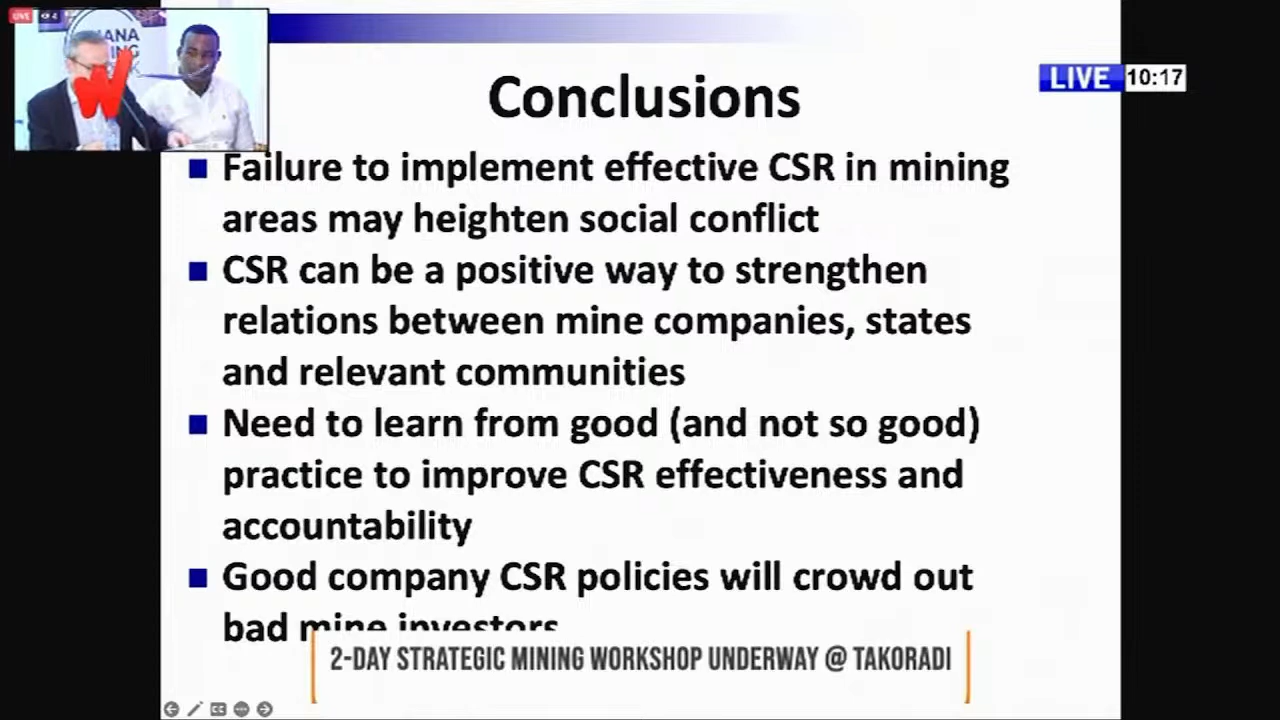 LIVE
Conclusions
LIVE 10:17
Failure to implement effective CSR in mining
areas may heighten social conflict
CSR can be a positive way to strengthen
relations between mine companies, states
and relevant communities
Need to learn from good (and not so good)
practice to improve CSR effectiveness and
accountability
Good company CSR policies will crowd out
bad mine investors
2-DAY STRATEGIC MINING WORKSHOP UNDERWAY @ TAKORADI